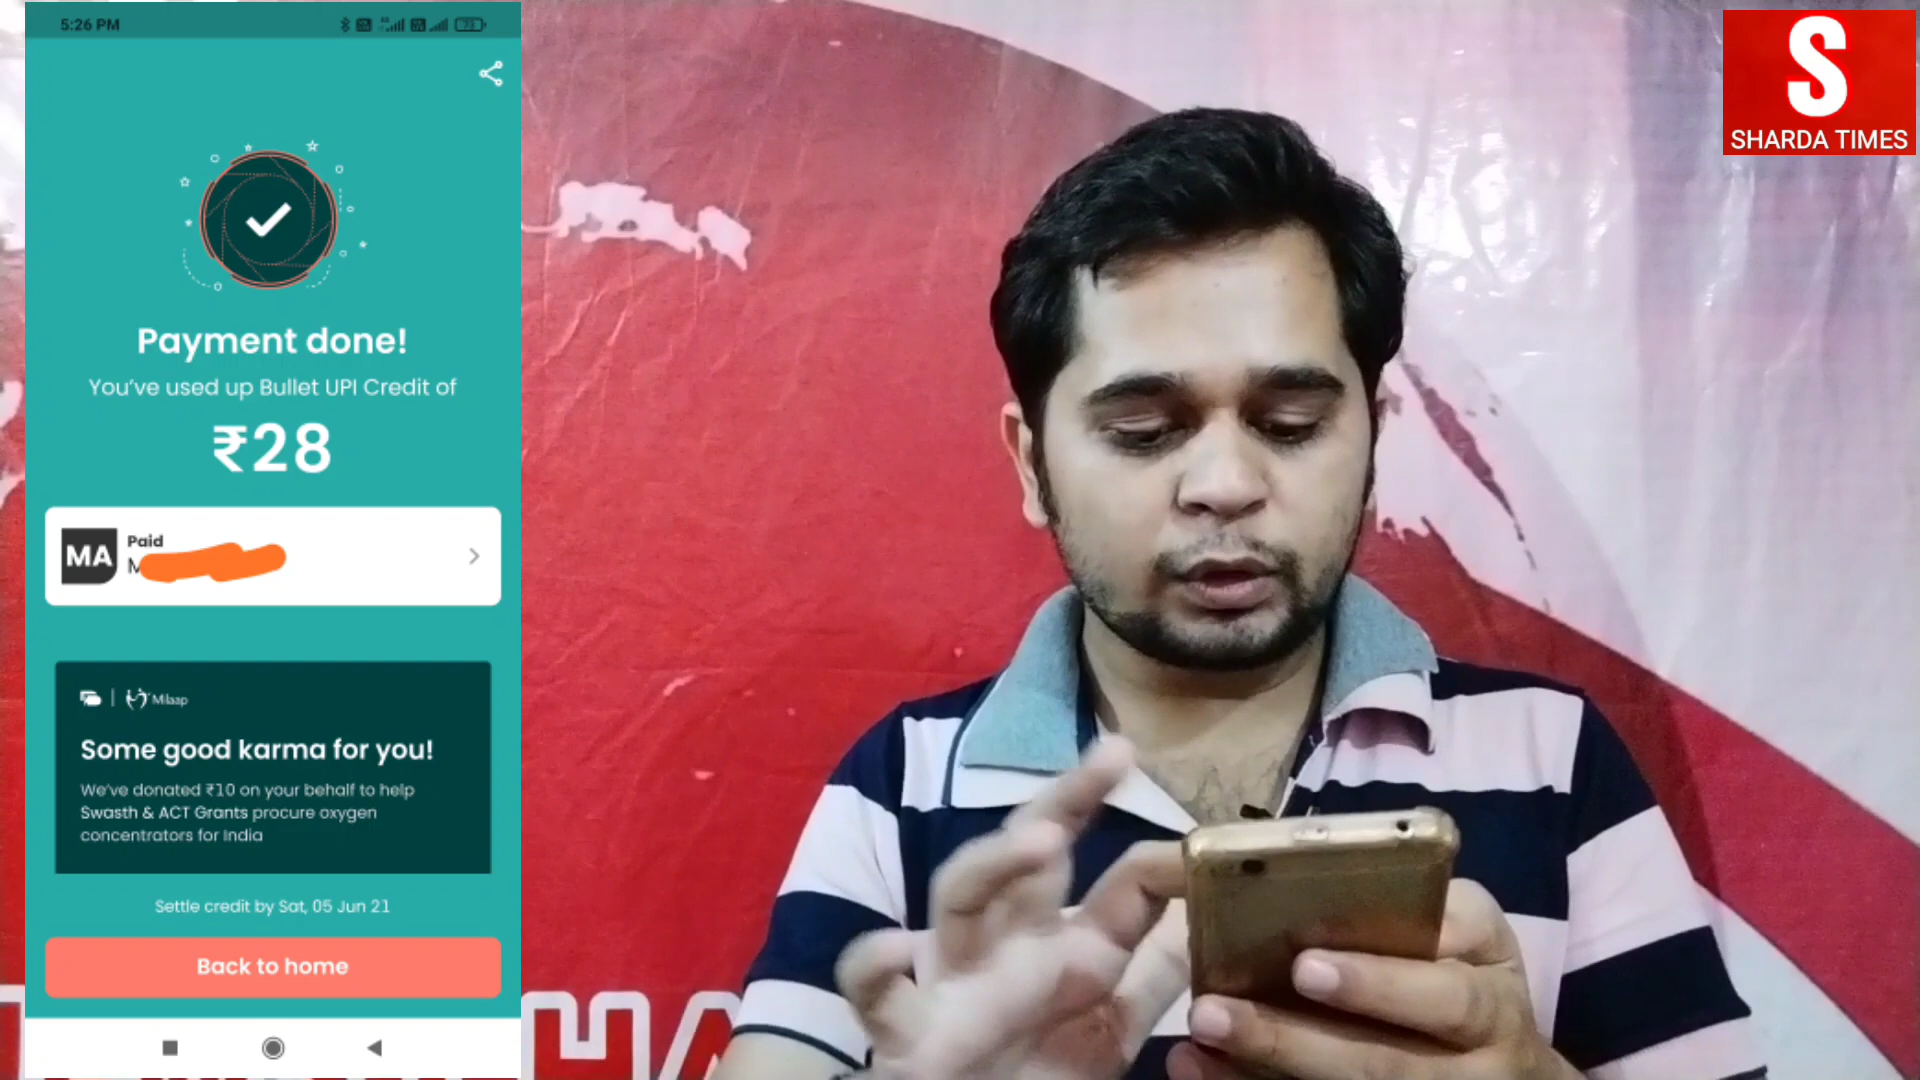 5:26 PM
Payment done!
You've used up Bullet UPI Credit of
₹28
MA
Paid
M
Milaap
Some good karma for you!
We've donated ₹10 on your behalf to help
Swasth & ACT Grants procure oxygen
concentrators for India
Settle credit by Sat, 05 Jun 21
Back to home
S
SHARDA TIMES